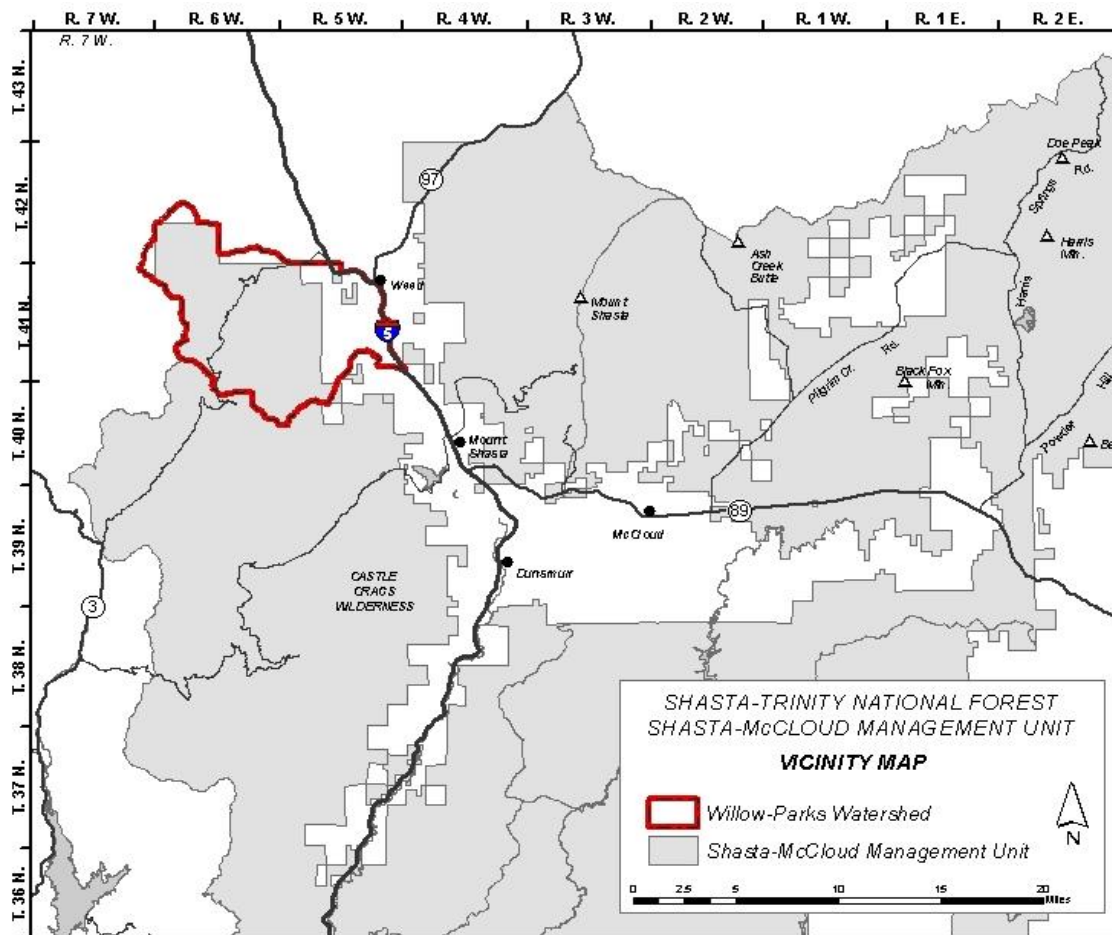 R. 7 W. R. 6 W. R. 5 W. R. 4 W. R. 3 W. R. 2 W. R. 1 W. R. 1 E. R. 2 E.
R. 7 W.
T. 43 N.
T. 42 N.
T. 41 N.
T. 40 N.
T. 39 N.
T. 38 N.
T. 37 N.
T. 36 N.
97
Doe Peak
Rd.
Springs
Harris
Mtn.
Harris
Ash
Creek
Butte
Weed
Mount
Shasta
5
Pilgrim Cr.
Rd.
Black Fox
Mtn
Powder
Hill
Be
Mount
Shasta
89
McCloud
Dunsmuir
CASTLE
CRAGS
WILDERNESS
3
SHASTA-TRINITY NATIONAL FOREST
SHASTA-McCLOUD MANAGEMENT UNIT
VICINITY MAP
Willow-Parks Watershed
Shasta-McCloud Management Unit
N
0 2.5 5 10 15 20
Miles